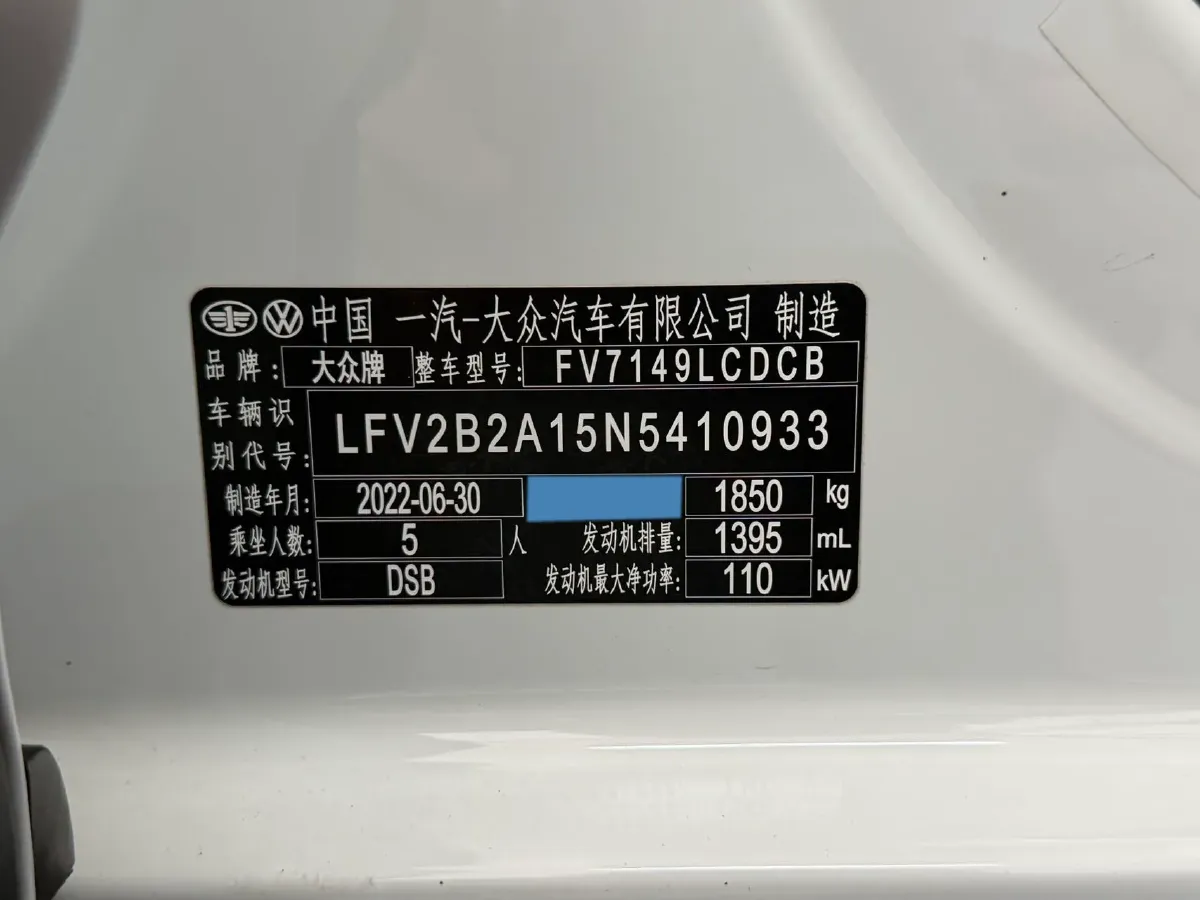 中国 一汽-大众汽车有限公司 制造
品牌: 大众牌 整车型号: FV7149LCDCB
车辆识别代号: LFV2B2A15N5410933
制造年月: 2022-06-30 1850 kg
乘坐人数: 5 人 发动机排量: 1395 mL
发动机型号: DSB 发动机最大净功率: 110 kW